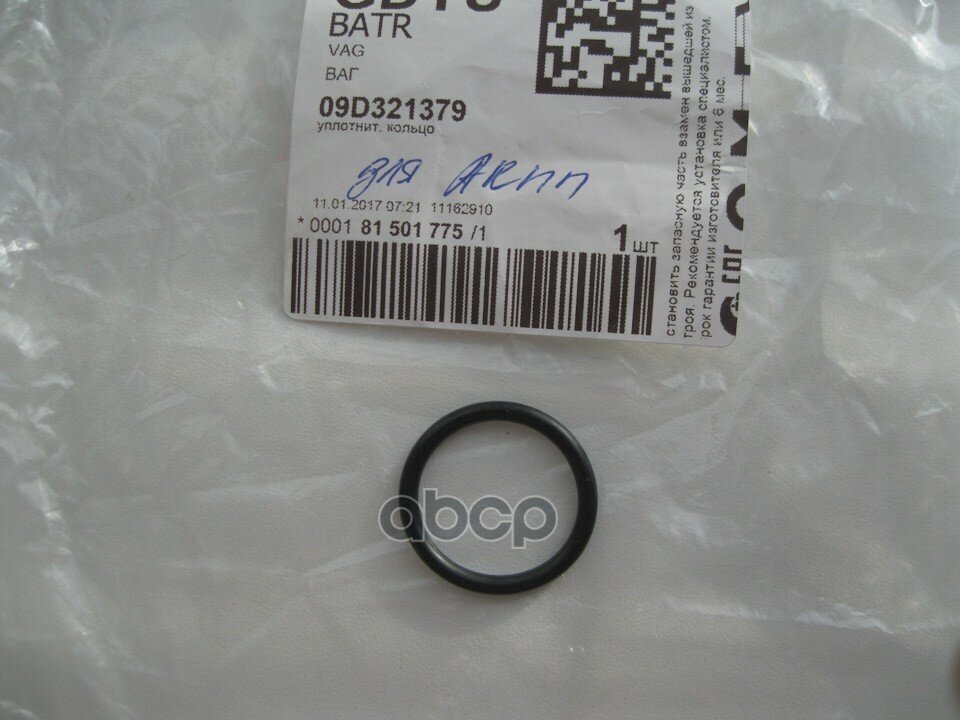 BATR
VAG
ВАГ
09D321379
уплотнит. кольцо
для АКПП
11.01.2017 07:21 11162910
* 0001 81 501 775 /1
1 шт
становить запасную часть взамен вышедшей из
троя. Рекомендуется установка специалистом.
рок гарантии изготовителя или 6 мес.
abcp